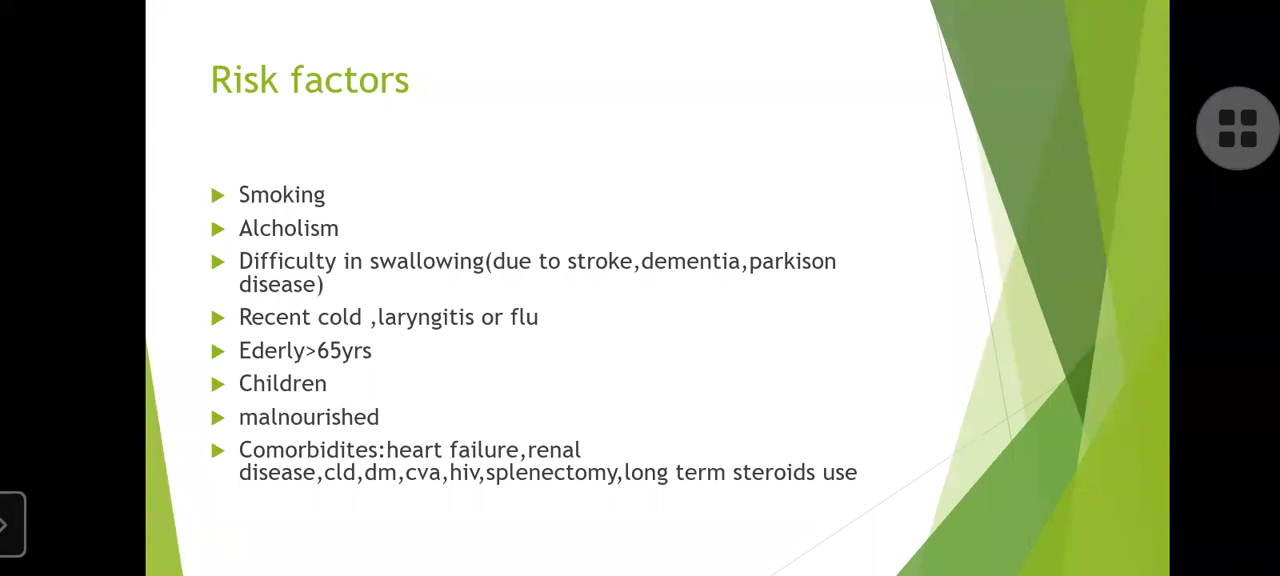 Risk factors
Smoking
Alcholism
Difficulty in swallowing(due to stroke,dementia,parkison
disease)
Recent cold ,laryngitis or flu
Ederly>65yrs
Children
malnourished
Comorbidites:heart failure,renal
disease,cld,dm,cva,hiv,splenectomy,long term steroids use